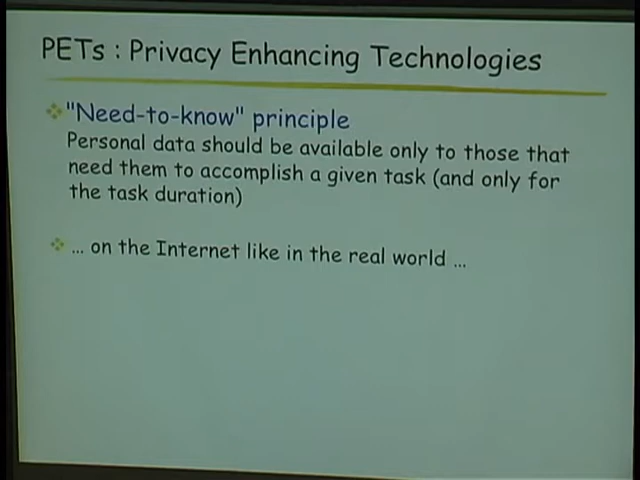 PETs : Privacy Enhancing Technologies
"Need-to-know" principle
Personal data should be available only to those that
need them to accomplish a given task (and only for
the task duration)
... on the Internet like in the real world ...